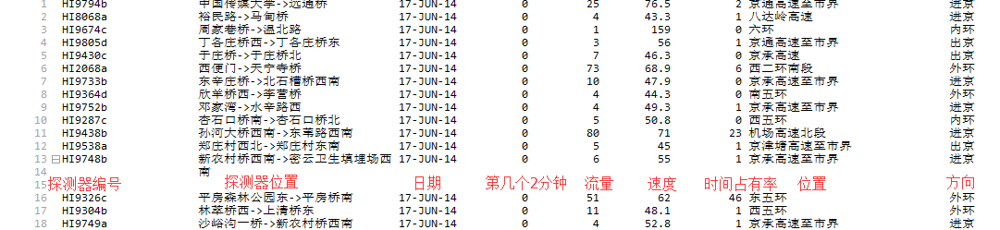 1 HI9794b 中国传媒大学->远通桥 17-JUN-14 0 25 76.5 2 京通高速至市界 进京
2 HI8068a 裕民路->马甸桥 17-JUN-14 0 4 43.3 1 八达岭高速 进京
3 HI9674c 周家巷桥->温北路 17-JUN-14 0 1 159 0 六环 内环
4 HI9805d 丁各庄桥西->丁各庄桥东 17-JUN-14 0 3 56 1 京通高速至市界 出京
5 HI9430c 于庄桥->于庄桥北 17-JUN-14 0 7 46.3 0 京承高速 出京
6 HI2068a 西便门->天宁寺桥 17-JUN-14 0 73 68.9 6 西二环南段 外环
7 HI9733b 东辛庄桥->北石槽桥西南 17-JUN-14 0 10 47.9 0 京承高速至市界 进京
8 HI9364d 欣羊桥西->李营桥 17-JUN-14 0 4 44.3 0 南五环 外环
9 HI9752b 邓家湾->水辛路西 17-JUN-14 0 4 49.3 1 京承高速至市界 进京
10 HI9287c 杏石口桥南->杏石口桥北 17-JUN-14 0 5 50.8 0 西五环 内环
11 HI9438b 孙河大桥西南->东苇路西南 17-JUN-14 0 80 71 23 机场高速北段 进京
12 HI9538a 郑庄村西北->郑庄村东南 17-JUN-14 0 5 45 1 京津塘高速至市界 出京
13 HI9748b 新农村桥西南->密云卫生填埋场西 17-JUN-14 0 6 55 1 京承高速至市界 进京
14 南
15 探测器编号 探测器位置 日期 第几个2分钟 流量 速度 时间占有率 位置 方向
16 HI9326c 平房森林公园东->平房桥南 17-JUN-14 0 51 62 46 东五环 外环
17 HI9304b 林萃桥西->上清桥东 17-JUN-14 0 11 48.1 1 北五环 外环
18 HI9749a 沙峪沟一桥->新农村桥西南 17-JUN-14 0 4 52.8 1 京承高速至市界 进京